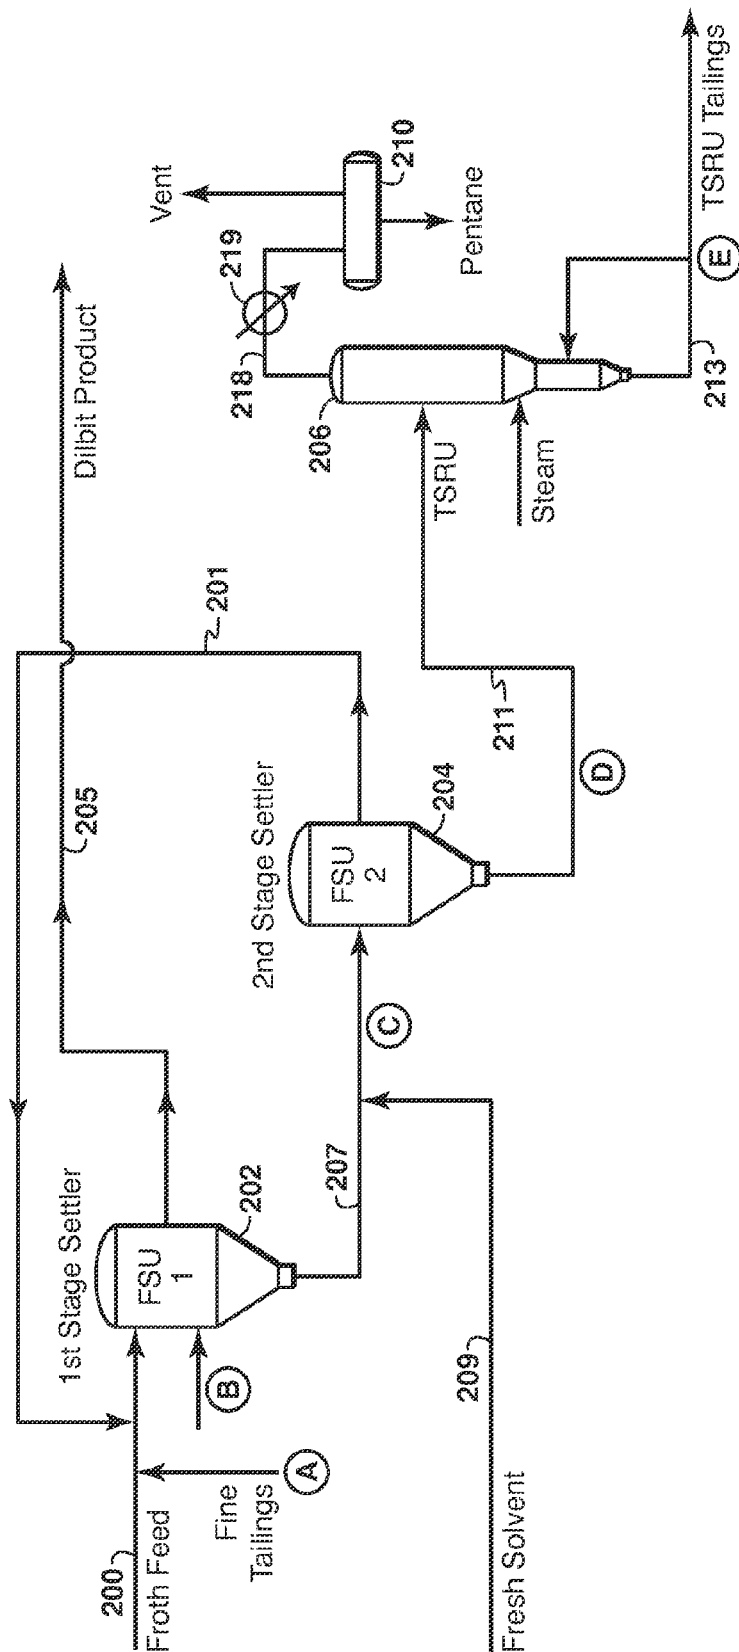 200
Froth Feed
Fine
Tailings
A
B
1st Stage Settler
FSU
1
202
205
Dilbit Product
201
207
C
209
Fresh Solvent
2nd Stage Settler
FSU
2
204
D
211
TSRU
Steam
206
218
219
Vent
210
Pentane
213
E
TSRU Tailings